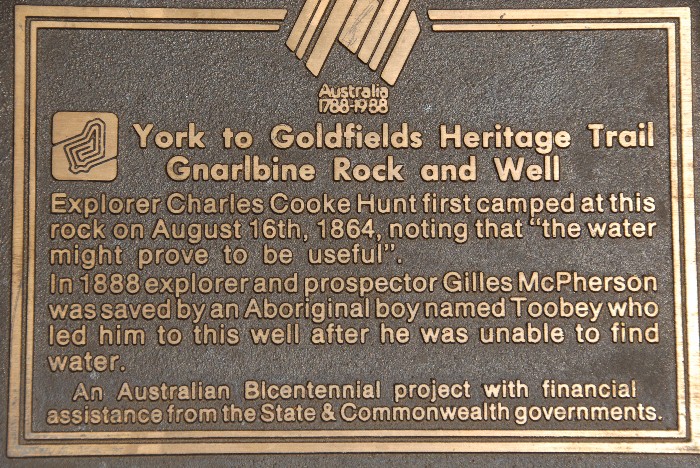 Australia
1788-1988
York to Goldfields Heritage Trail
Gnarlbine Rock and Well
Explorer Charles Cooke Hunt first camped at this
rock on August 16th, 1864, noting that "the water
might prove to be useful".
In 1888 explorer and prospector Gilles McPherson
was saved by an Aboriginal boy named Toobey who
led him to this well after he was unable to find
water.
An Australian Bicentennial project with financial
assistance from the State & Commonwealth governments.